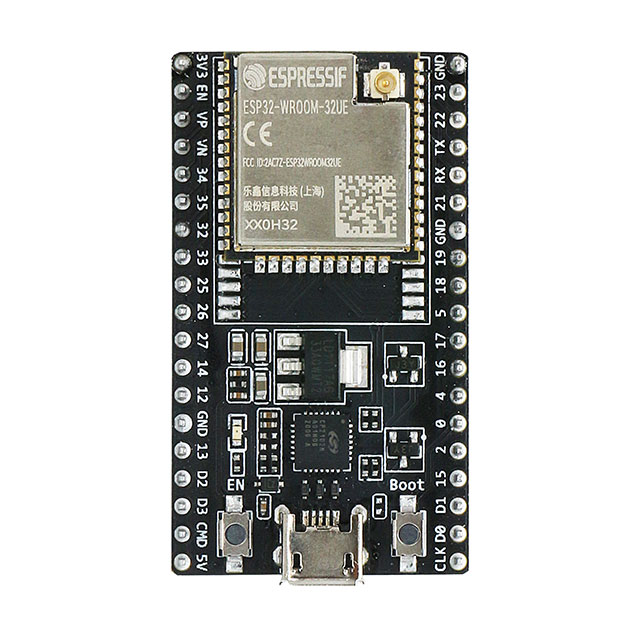 ESPRESSIF
ESP32-WROOM-32UE
CE
FCC ID:2AC7Z-ESP32WROOM32UE
乐鑫信息科技(上海)
股份有限公司
XX0H32
3V3
EN
VP
VN
34
35
32
33
25
26
27
14
12
GND
13
D2
D3
CMD
5V
GND
23
22
TX
RX
21
GND
19
18
5
17
16
4
0
2
15
D1
D0
CLK
EN
Boot